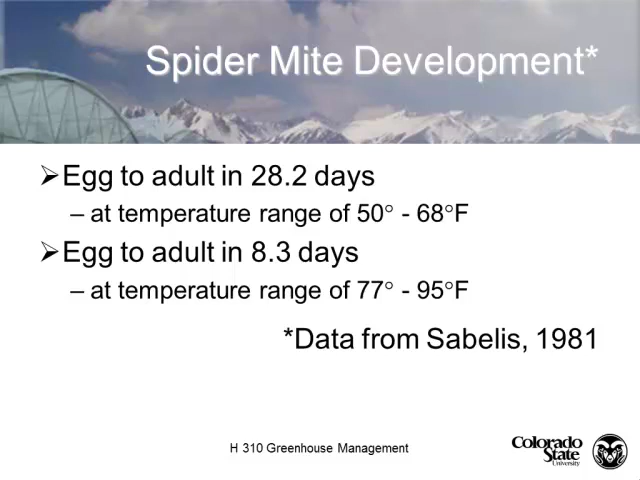 Spider Mite Development*
➢Egg to adult in 28.2 days
– at temperature range of 50° - 68°F
➢Egg to adult in 8.3 days
– at temperature range of 77° - 95°F
*Data from Sabelis, 1981
H 310 Greenhouse Management
Colorado
State
University